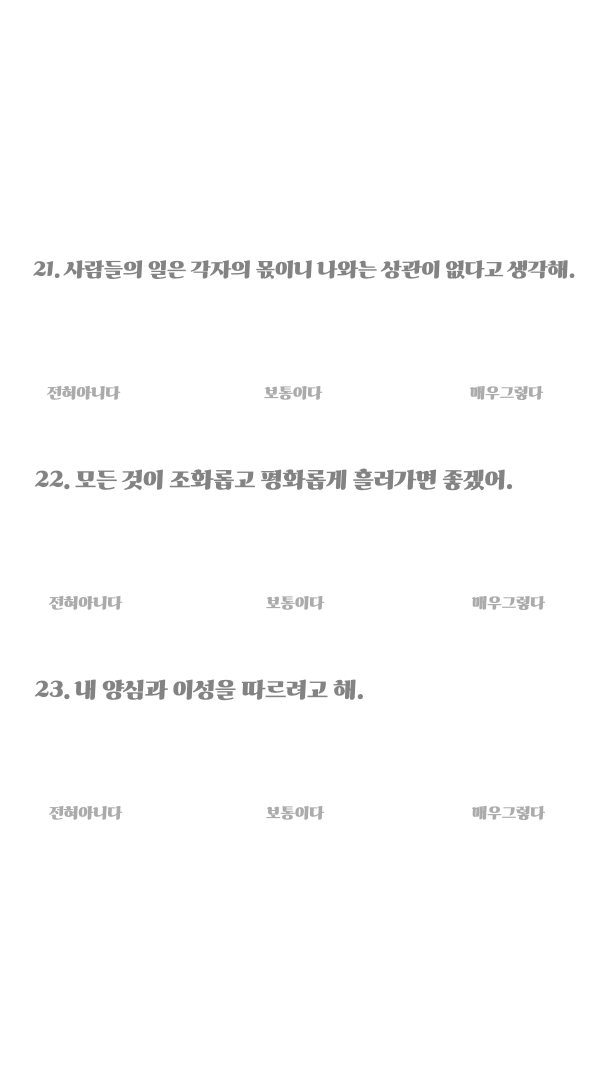 21. 사람들의 일은 각자의 몫이니 나와는 상관이 없다고 생각해.
전혀아니다 보통이다 매우그렇다
22. 모든 것이 조화롭고 평화롭게 흘러가면 좋겠어.
전혀아니다 보통이다 매우그렇다
23. 내 양심과 이성을 따르려고 해.
전혀아니다 보통이다 매우그렇다